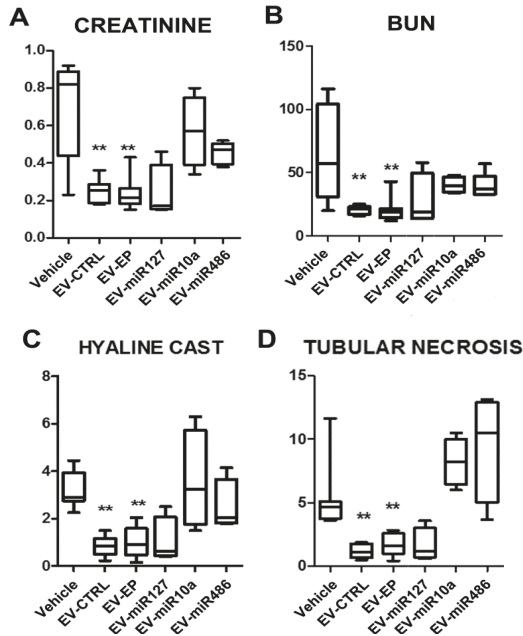 A
CREATININE
1.0
0.8
0.6
0.4
0.2
0.0
**
**
Vehicle
EV-CTRL
EV-EP
EV-miR127
EV-miR10a
EV-miR486
B
BUN
150
100
50
0
**
**
Vehicle
EV-CTRL
EV-EP
EV-miR127
EV-miR10a
EV-miR486
C
HYALINE CAST
8
6
4
2
0
**
**
Vehicle
EV-CTRL
EV-EP
EV-miR127
EV-miR10a
EV-miR486
D
TUBULAR NECROSIS
15
10
5
0
**
**
Vehicle
EV-CTRL
EV-EP
EV-miR127
EV-miR10a
EV-miR486